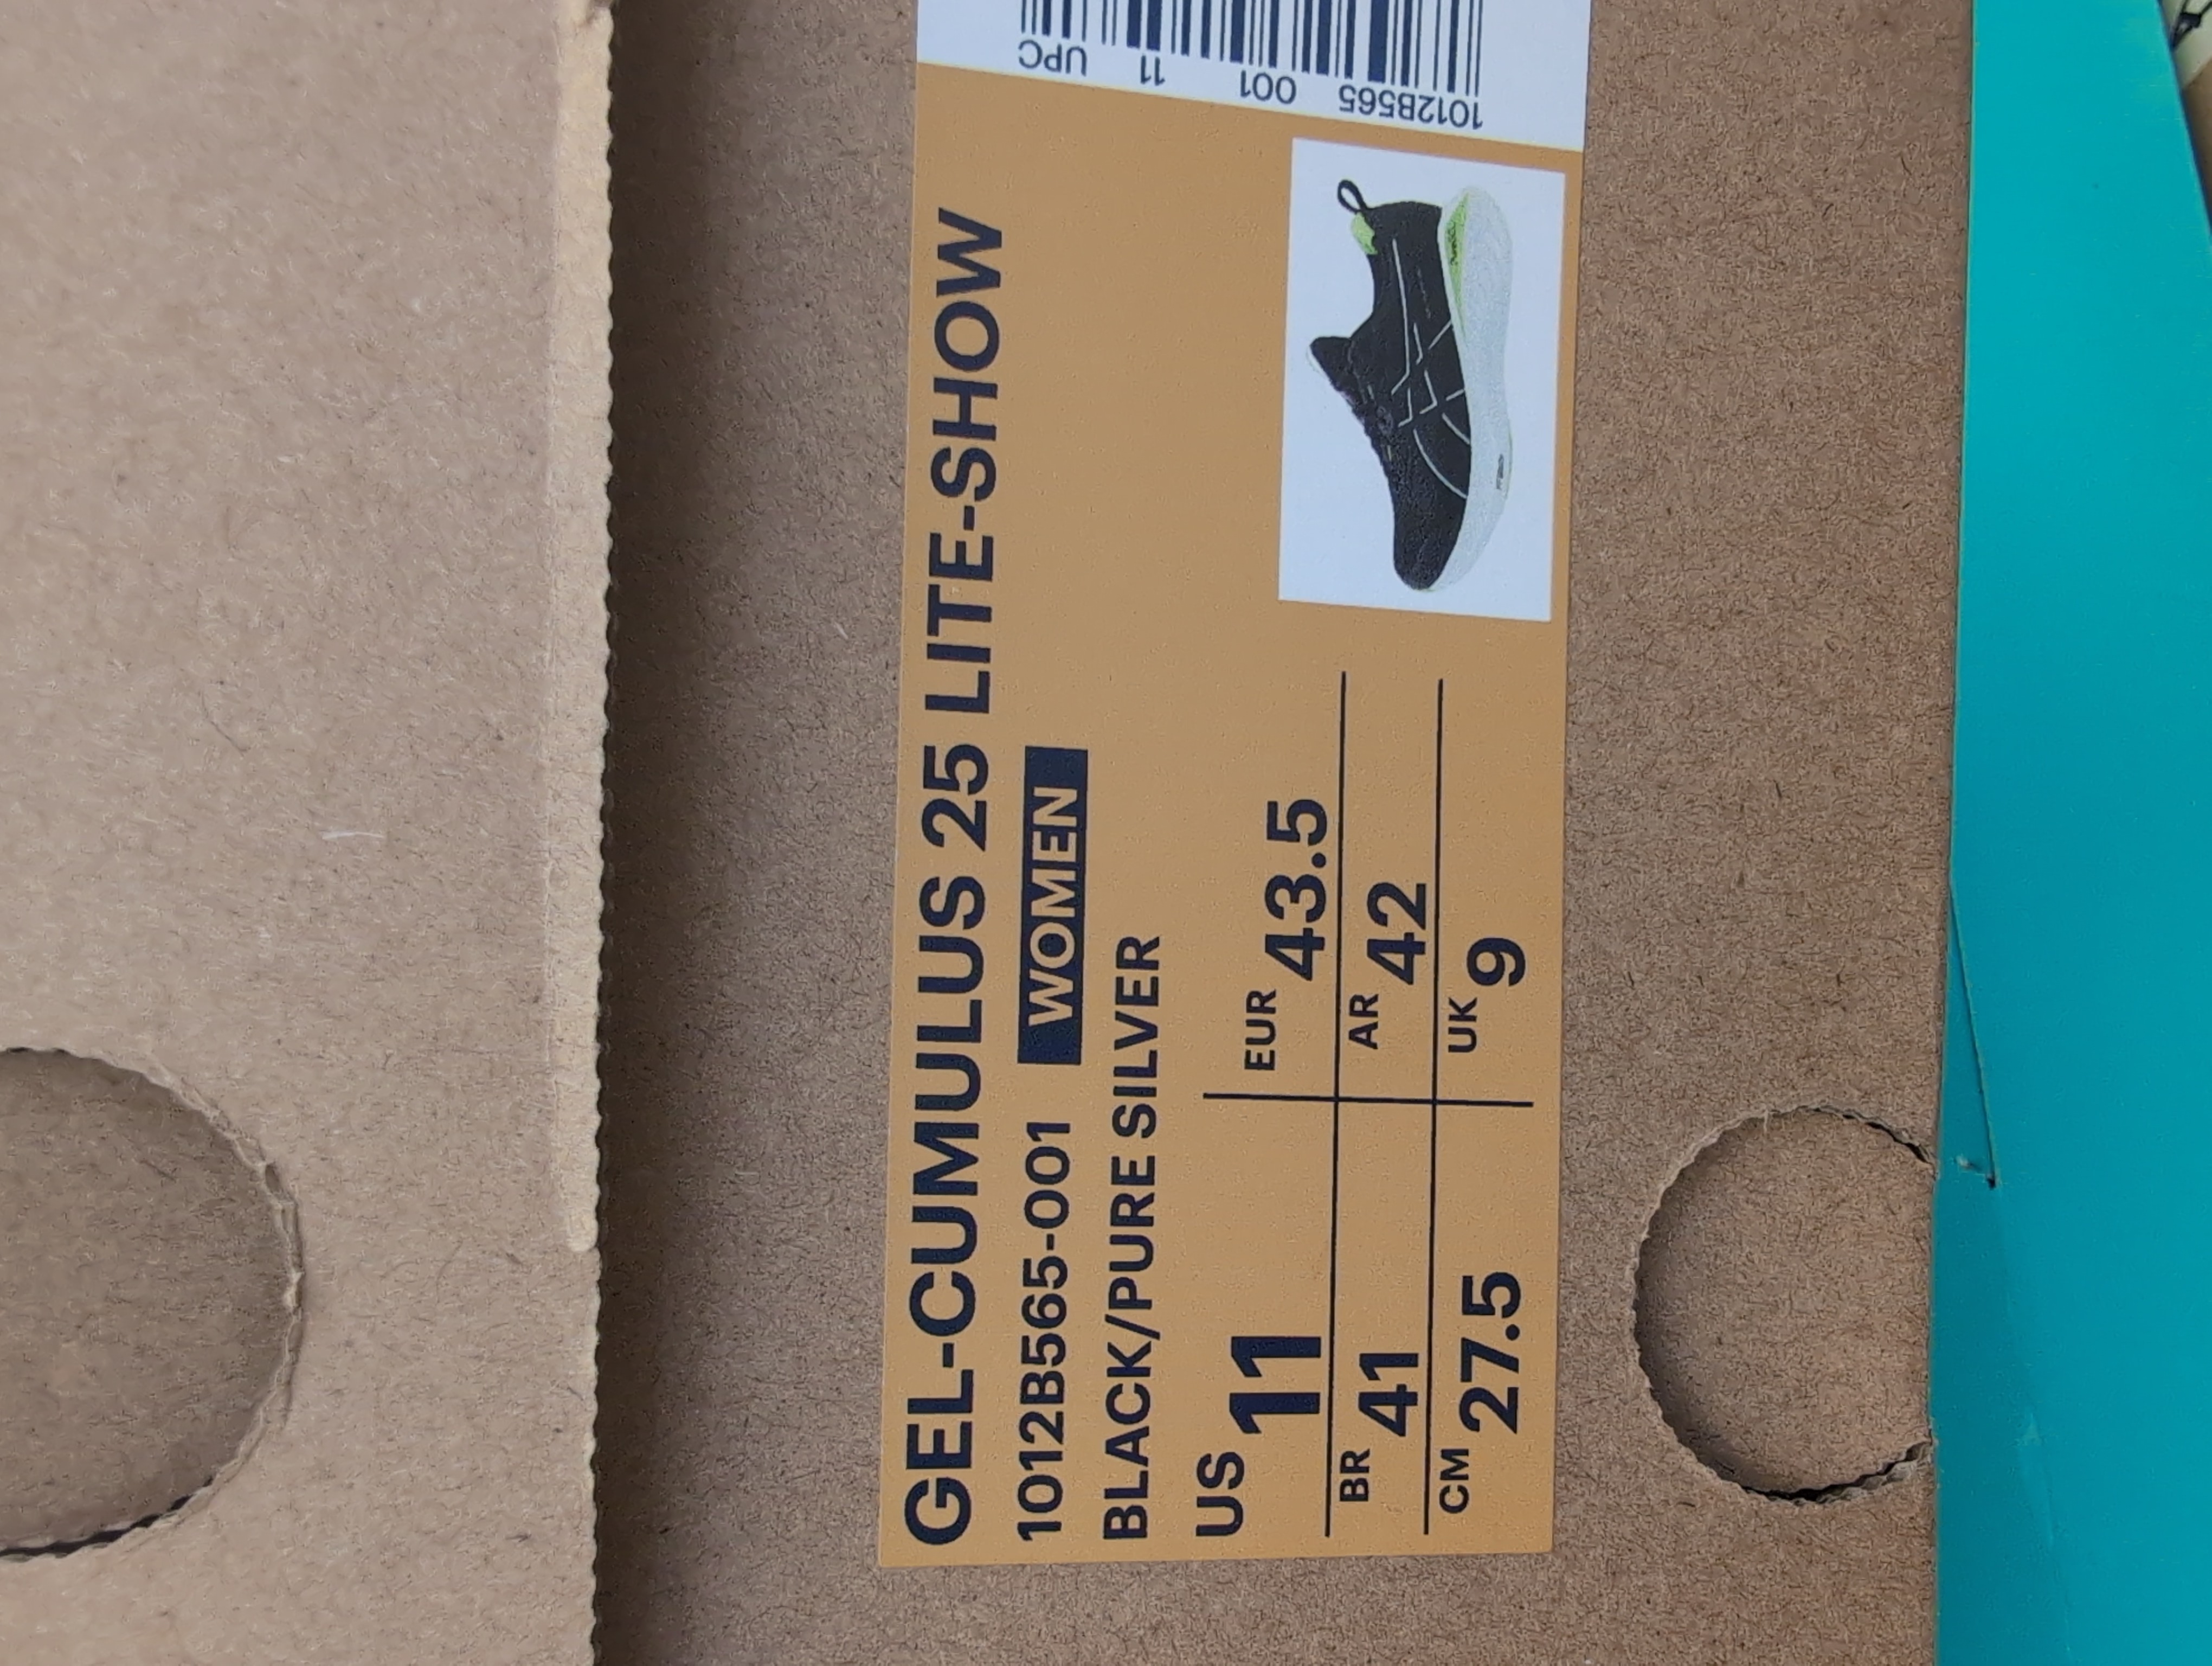 GEL-CUMULUS 25 LITE-SHOW
1012B565-001 WOMEN
BLACK/PURE SILVER
US 11 EUR 43.5
BR 41 AR 42
CM 27.5 UK 9
1012B565 001 11 UPC